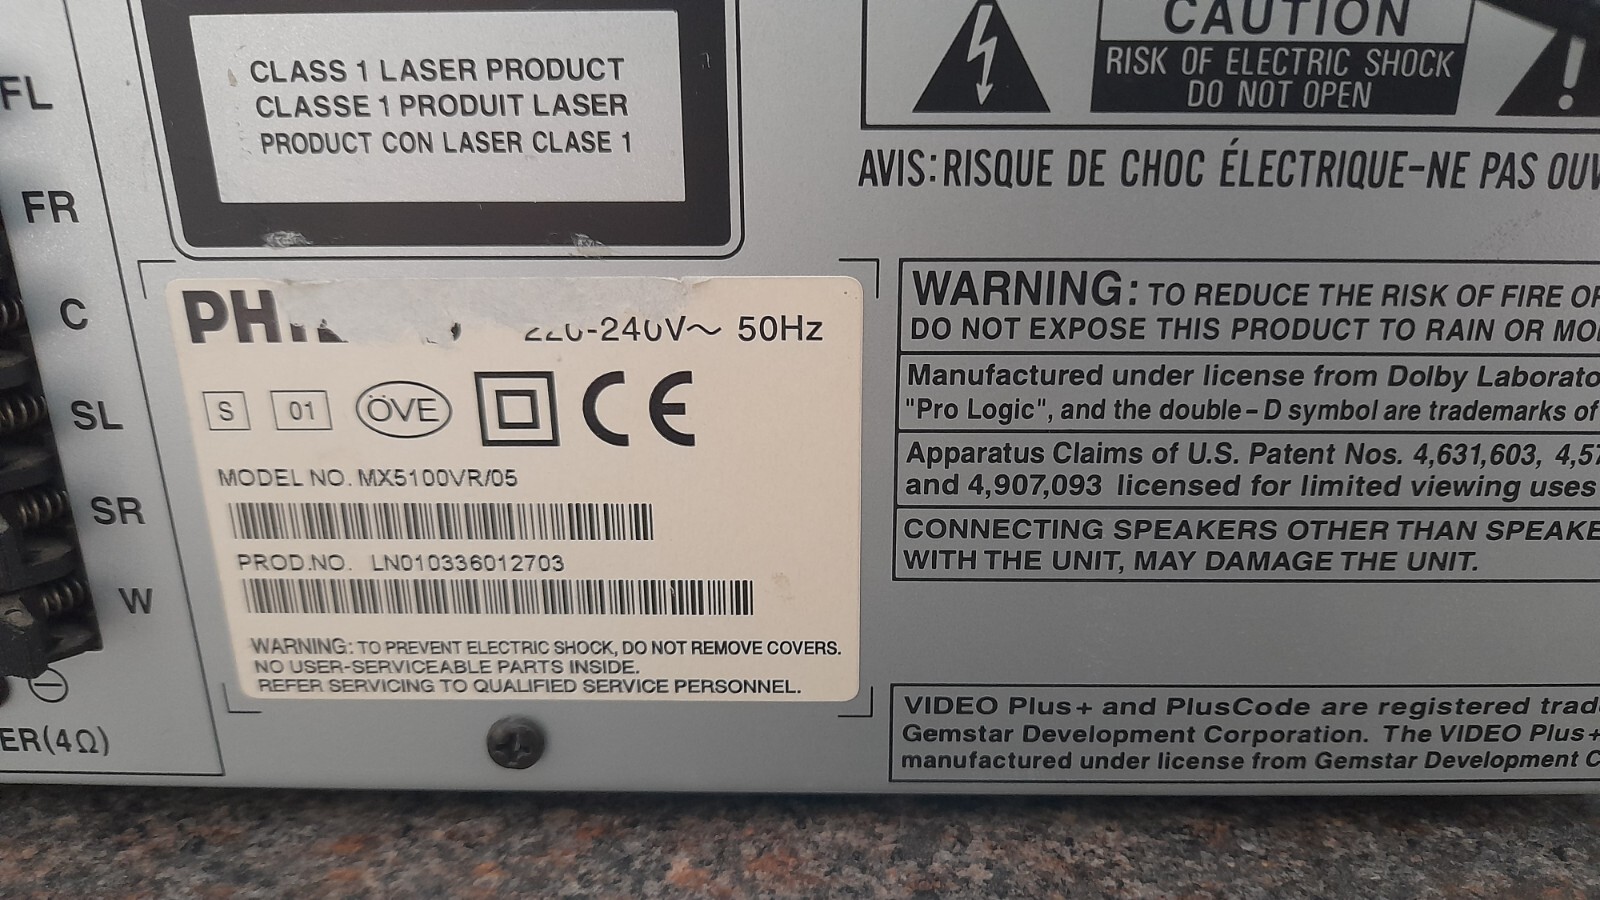 FL
FR
C
SL
SR
W
ER(4Ω)
CLASS 1 LASER PRODUCT
CLASSE 1 PRODUIT LASER
PRODUCT CON LASER CLASE 1
CAUTION
RISK OF ELECTRIC SHOCK
DO NOT OPEN
AVIS: RISQUE DE CHOC ÉLECTRIQUE-NE PAS OUV
PH
220-240V~ 50Hz
S 01 ÖVE CE
MODEL NO. MX5100VR/05
PROD.NO. LN010336012703
WARNING: TO PREVENT ELECTRIC SHOCK, DO NOT REMOVE COVERS.
NO USER-SERVICEABLE PARTS INSIDE.
REFER SERVICING TO QUALIFIED SERVICE PERSONNEL.
WARNING: TO REDUCE THE RISK OF FIRE OR
DO NOT EXPOSE THIS PRODUCT TO RAIN OR MO
Manufactured under license from Dolby Laborato
"Pro Logic", and the double-D symbol are trademarks of
Apparatus Claims of U.S. Patent Nos. 4,631,603, 4,57
and 4,907,093 licensed for limited viewing uses
CONNECTING SPEAKERS OTHER THAN SPEAKE
WITH THE UNIT, MAY DAMAGE THE UNIT.
VIDEO Plus+ and PlusCode are registered trad
Gemstar Development Corporation. The VIDEO Plus+
manufactured under license from Gemstar Development C